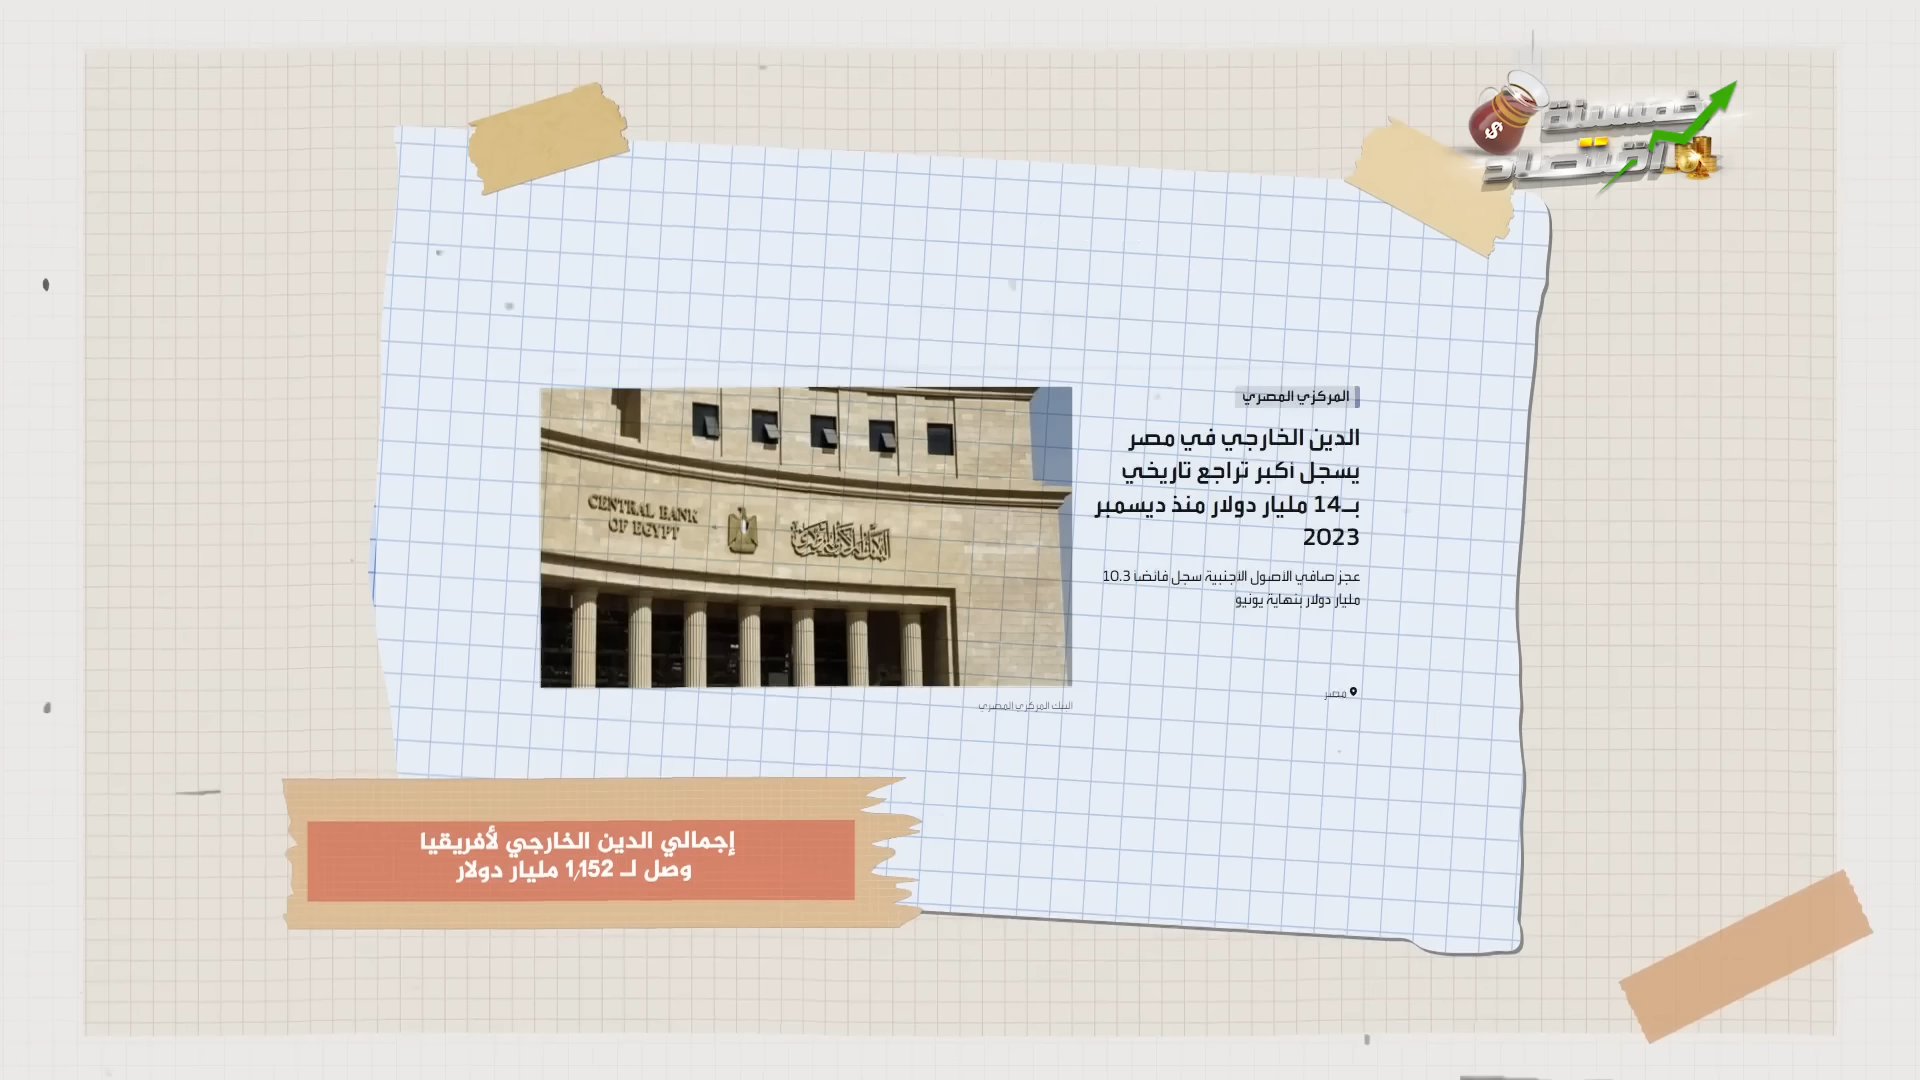 خمسينة
اقتصاد
المركزي المصري
الدين الخارجي في مصر
يسجل أكبر تراجع تاريخي
بـ14 مليار دولار منذ ديسمبر
2023
عجز صافي الأصول الأجنبية سجل فائضا 10.3
مليار دولار بنهاية يونيو
مصر
CENTRAL BANK
OF EGYPT
البنك المركزي المصري
البنك المركزي المصري
إجمالي الدين الخارجي لأفريقيا
وصل لـ 1,152 مليار دولار